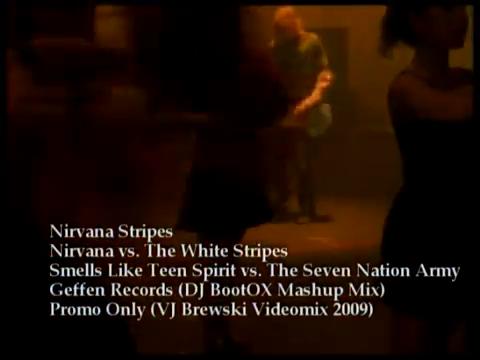 Nirvana Stripes
Nirvana vs. The White Stripes
Smells Like Teen Spirit vs. The Seven Nation Army
Geffen Records (DJ BootOX Mashup Mix)
Promo Only (VJ Brewski Videomix 2009)